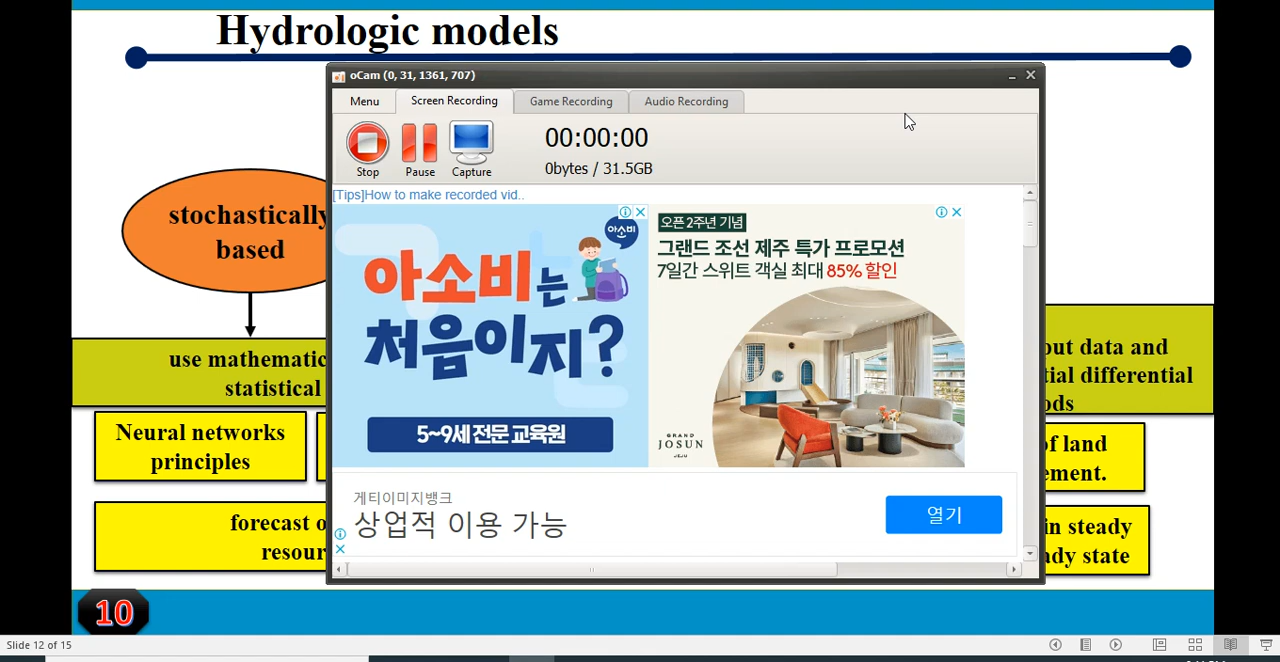 Hydrologic models
oCam (0, 31, 1361, 707)
Menu
Screen Recording
Game Recording
Audio Recording
Stop
Pause
Capture
00:00:00
0bytes / 31.5GB
[Tips]How to make recorded vid..
아소비
아소비는
처음이지?
5~9세 전문 교육원
오픈 2주년 기념
그랜드 조선 제주 특가 프로모션
7일간 스위트 객실 최대 85% 할인
GRAND
JOSUN
JEJU
게티이미지뱅크
상업적 이용 가능
열기
stochastically
based
use mathematic
statistical
Neural networks
principles
forecast o
resour
out data and
tial differential
ods
of land
ement.
in steady
ady state
10
Slide 12 of 15